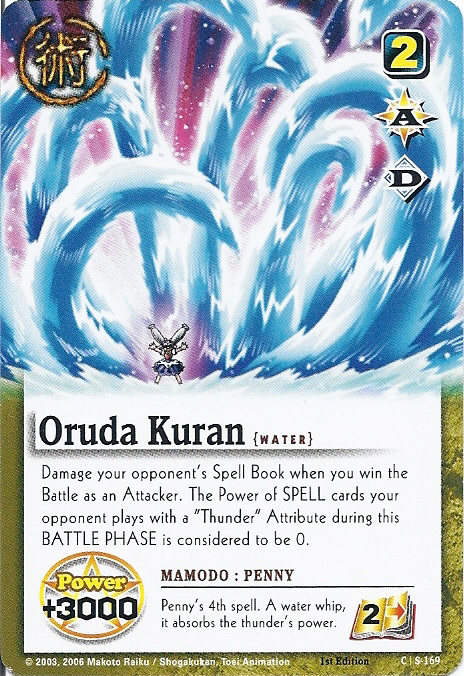 術
2
A
D
Oruda Kuran {WATER}
Damage your opponent's Spell Book when you win the
Battle as an Attacker. The Power of SPELL cards your
opponent plays with a "Thunder" Attribute during this
BATTLE PHASE is considered to be 0.
Power
+3000
MAMODO : PENNY
Penny's 4th spell. A water whip,
it absorbs the thunder's power.
2
© 2003, 2006 Makoto Raiku / Shogakukan, Toei Animation
1st Edition
C | S-169